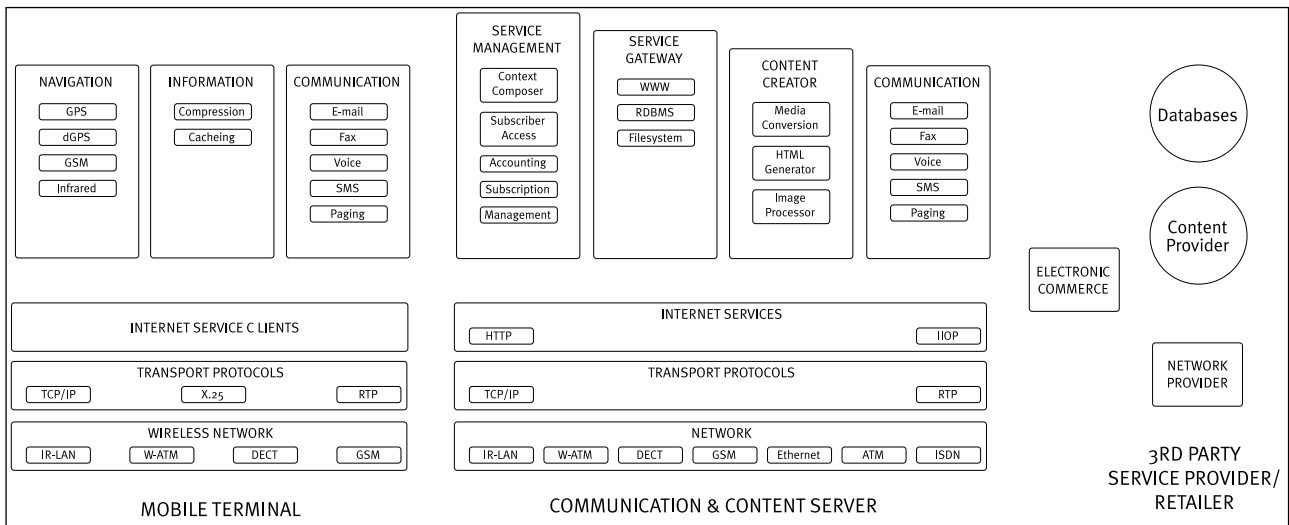 NAVIGATION
GPS
dGPS
GSM
Infrared
INFORMATION
Compression
Cacheing
COMMUNICATION
E-mail
Fax
Voice
SMS
Paging
INTERNET SERVICE C LIENTS
TRANSPORT PROTOCOLS
TCP/IP
X.25
RTP
WIRELESS NETWORK
IR-LAN
W-ATM
DECT
GSM
MOBILE TERMINAL
SERVICE
MANAGEMENT
Context
Composer
Subscriber
Access
Accounting
Subscription
Management
SERVICE
GATEWAY
WWW
RDBMS
Filesystem
CONTENT
CREATOR
Media
Conversion
HTML
Generator
Image
Processor
COMMUNICATION
E-mail
Fax
Voice
SMS
Paging
INTERNET SERVICES
HTTP
IIOP
TRANSPORT PROTOCOLS
TCP/IP
RTP
NETWORK
IR-LAN
W-ATM
DECT
GSM
Ethernet
ATM
ISDN
COMMUNICATION & CONTENT SERVER
Databases
Content
Provider
ELECTRONIC
COMMERCE
NETWORK
PROVIDER
3RD PARTY
SERVICE PROVIDER/
RETAILER